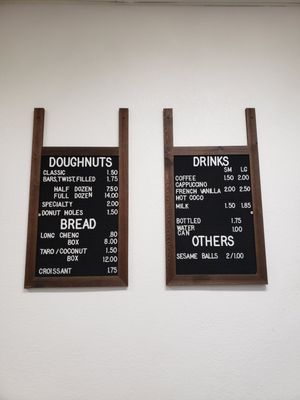 DOUGHNUTS
CLASSIC 1.50
BARS, TWIST, FILLED 1.75
HALF DOZEN 7.50
FULL DOZEN 14.00
SPECIALTY 2.00
DONUT HOLES 1.50
BREAD
LONG CHENG .80
BOX 8.00
TARO/COCONUT 1.50
BOX 12.00
CROISSANT 1.75
DRINKS
SM LG
COFFEE 1.50 2.00
CAPPUCCINO
FRENCH VANILLA 2.00 2.50
HOT COCO
MILK 1.50 1.85
BOTTLED 1.75
WATER 1.00
CAN
OTHERS
SESAME BALLS 2/1.00